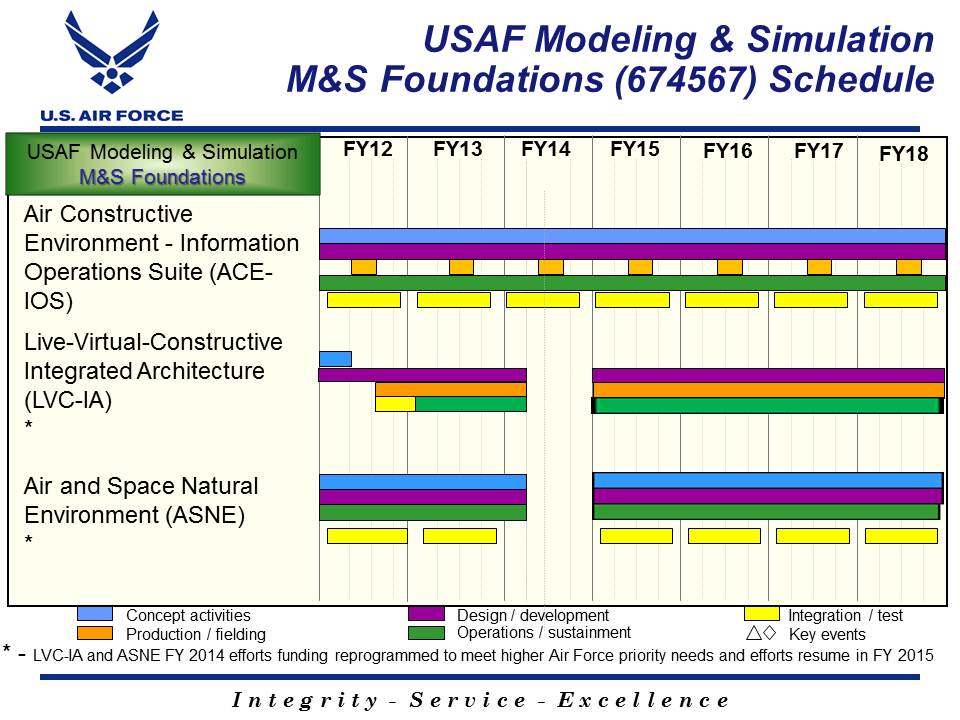 USAF Modeling & Simulation
M&S Foundations (674567) Schedule
U.S. AIR FORCE
USAF Modeling & Simulation
M&S Foundations
FY12 FY13 FY14 FY15 FY16 FY17 FY18
Air Constructive
Environment - Information
Operations Suite (ACE-
IOS)
Live-Virtual-Constructive
Integrated Architecture
(LVC-IA)
*
Air and Space Natural
Environment (ASNE)
*
Concept activities Design / development Integration / test
Production / fielding Operations / sustainment Key events
* - LVC-IA and ASNE FY 2014 efforts funding reprogrammed to meet higher Air Force priority needs and efforts resume in FY 2015
Integrity - Service - Excellence